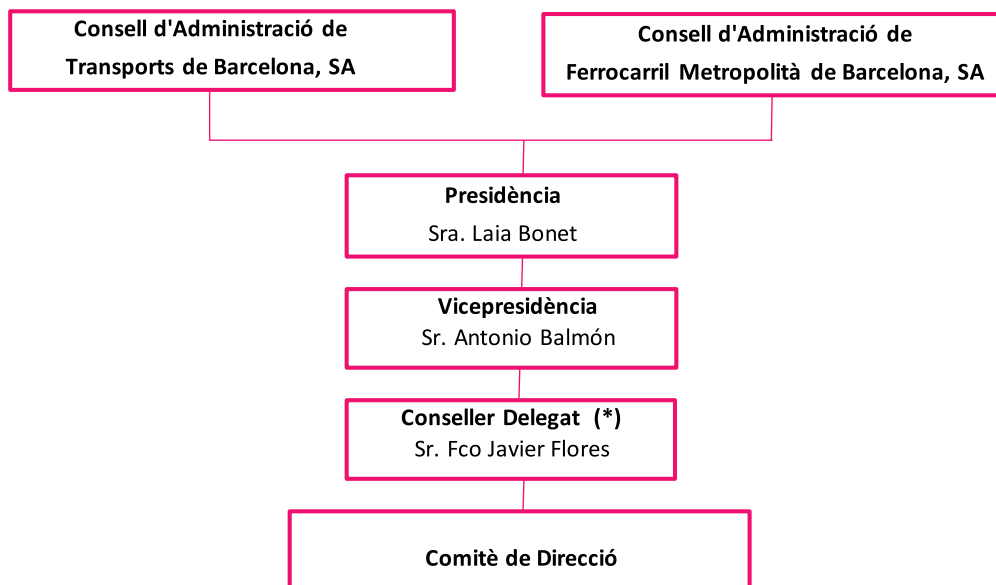 Consell d'Administració de
Transports de Barcelona, SA
Consell d'Administració de
Ferrocarril Metropolità de Barcelona, SA
Presidència
Sra. Laia Bonet
Vicepresidència
Sr. Antonio Balmón
Conseller Delegat (*)
Sr. Fco Javier Flores
Comitè de Direcció